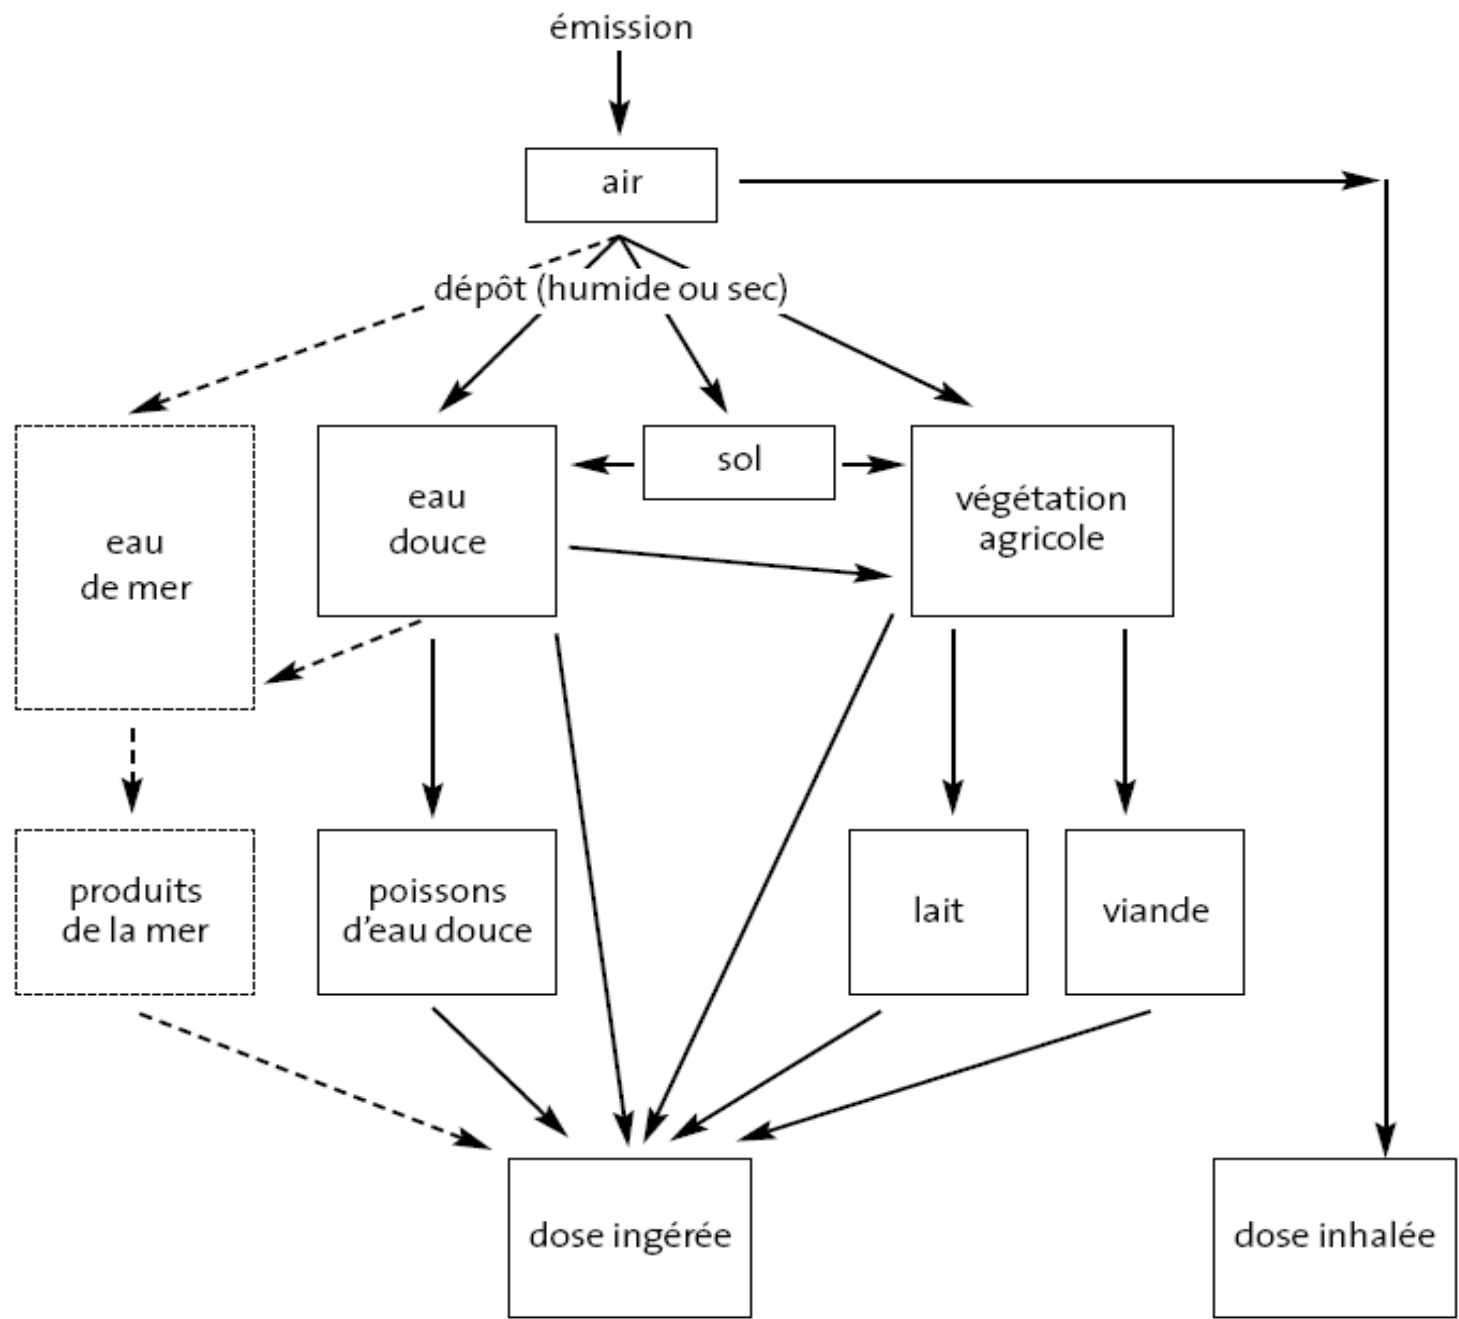 émission
air
dépôt (humide ou sec)
eau
de mer
eau
douce
sol
végétation
agricole
produits
de la mer
poissons
d'eau douce
lait
viande
dose ingérée
dose inhalée